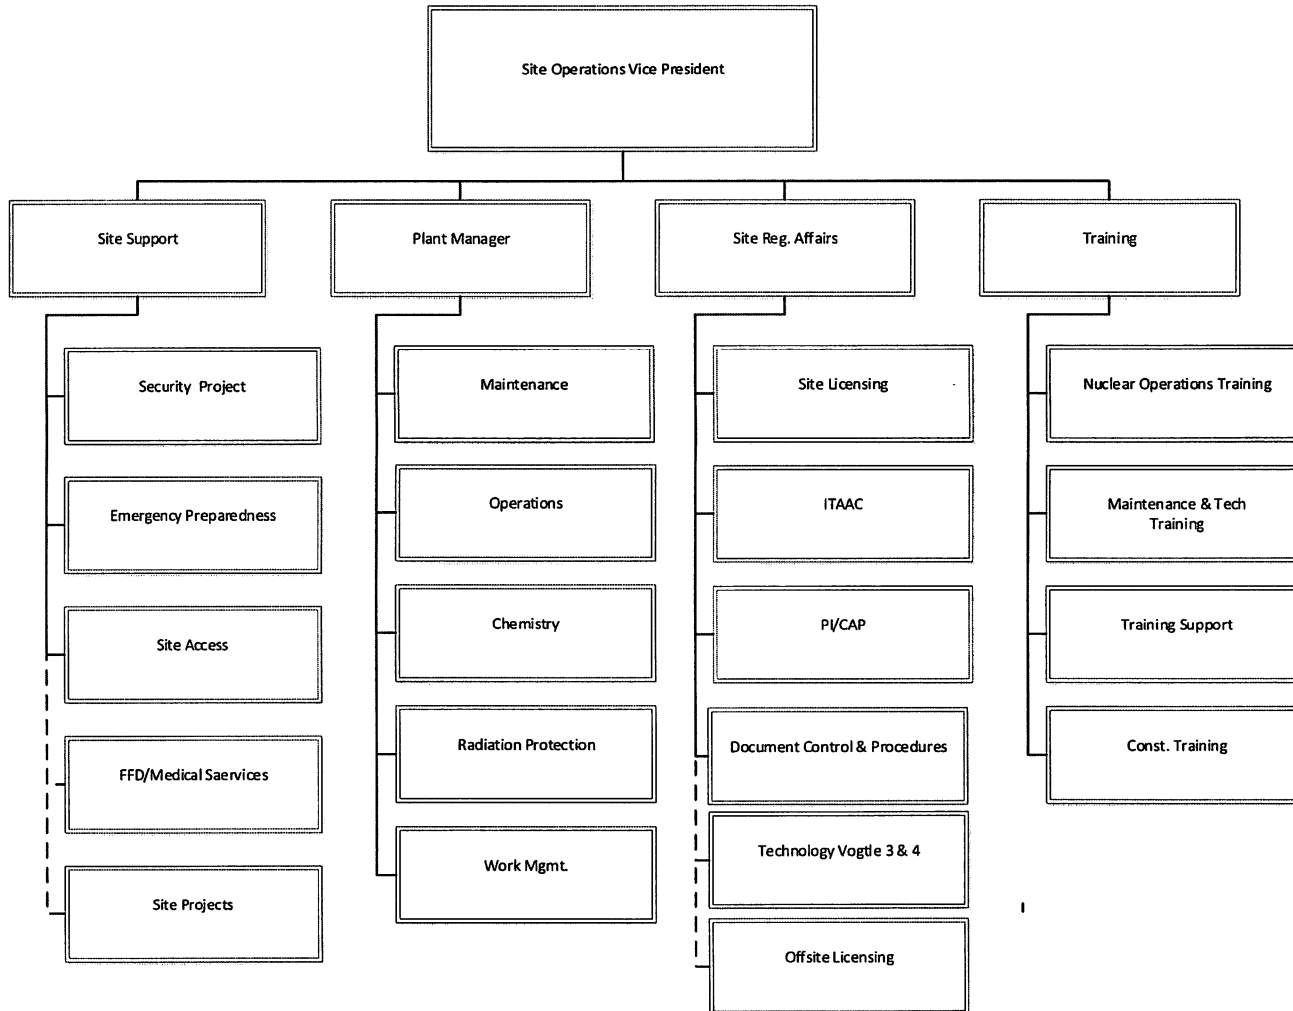 Site Operations Vice President
Site Support
Plant Manager
Site Reg. Affairs
Training
Security Project
Emergency Preparedness
Site Access
FFD/Medical Saervices
Site Projects
Maintenance
Operations
Chemistry
Radiation Protection
Work Mgmt.
Site Licensing
ITAAC
PI/CAP
Document Control & Procedures
Technology Vogtle 3 & 4
Offsite Licensing
Nuclear Operations Training
Maintenance & Tech
Training
Training Support
Const. Training